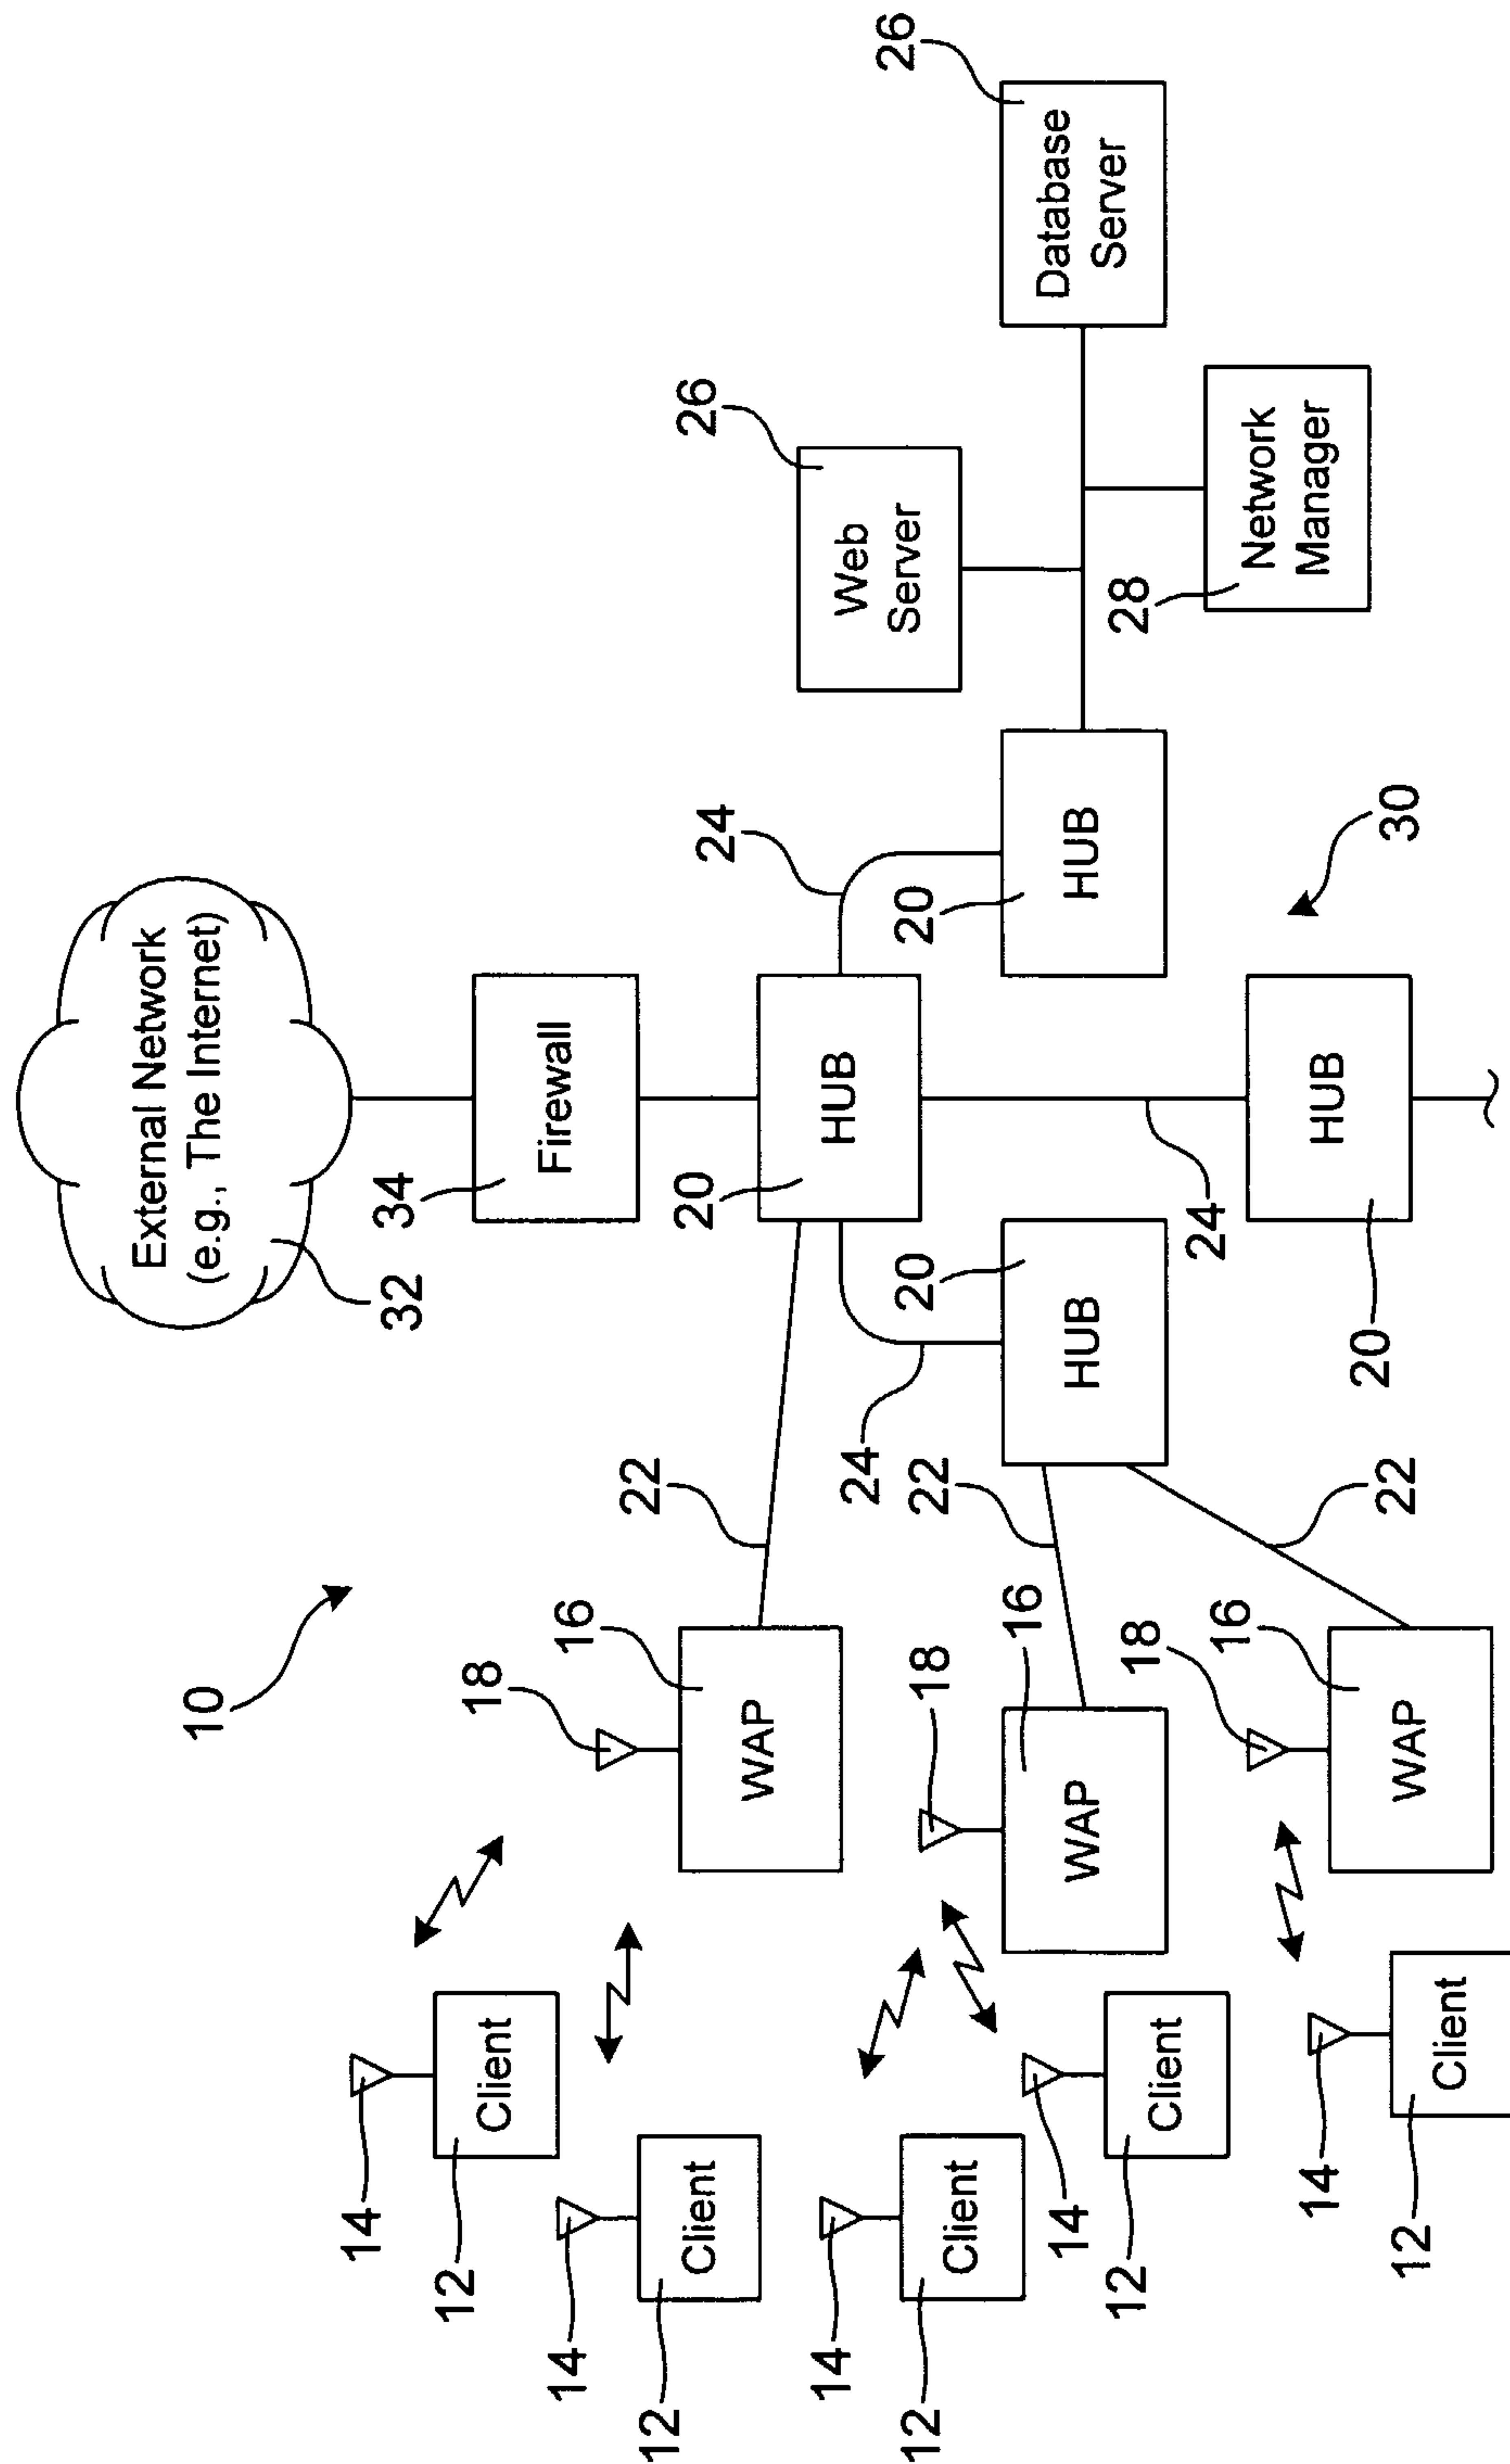 External Network
(e.g., The Internet)
32
34
Firewall
10
22
24
20
HUB
24
26
18
16
WAP
Web
Server
26
14
12
Client
14
12
Client
18
16
WAP
22
24
20
HUB
20
HUB
28
Database
Server
14
12
Client
14
12
Client
18
16
WAP
22
24
20
HUB
30
Network
Manager
14
12
Client